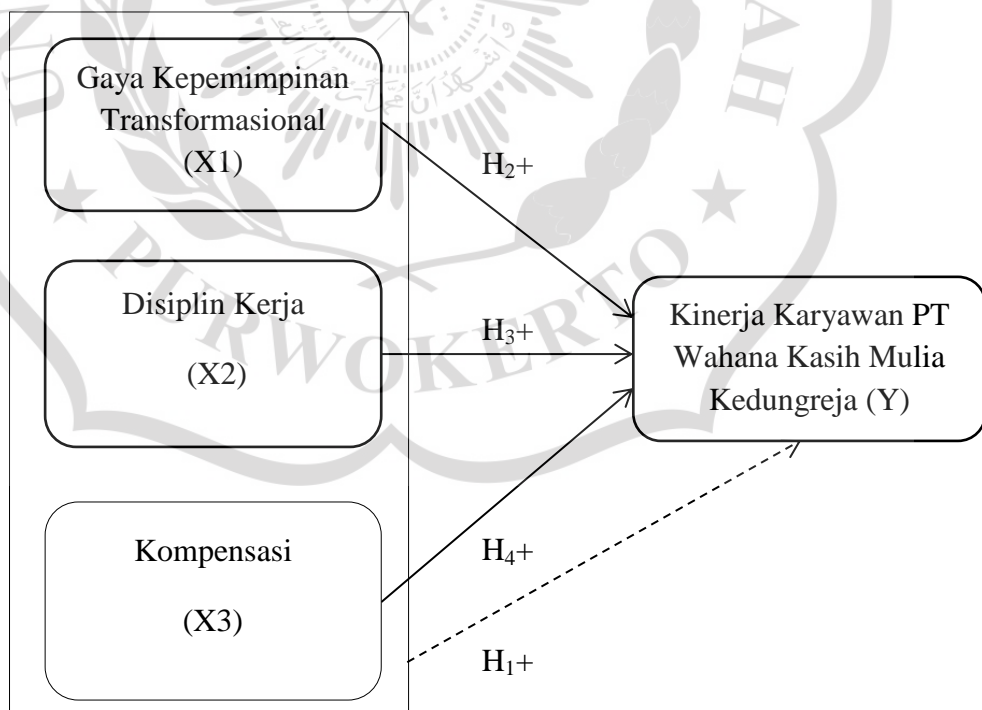 Gaya Kepemimpinan
Transformasional
(X1)
H₂+
Disiplin Kerja
(X2)
H₃+
Kinerja Karyawan PT
Wahana Kasih Mulia
Kedungreja (Y)
Kompensasi
(X3)
H₄+
H₁+
PURWOKERTO
AH